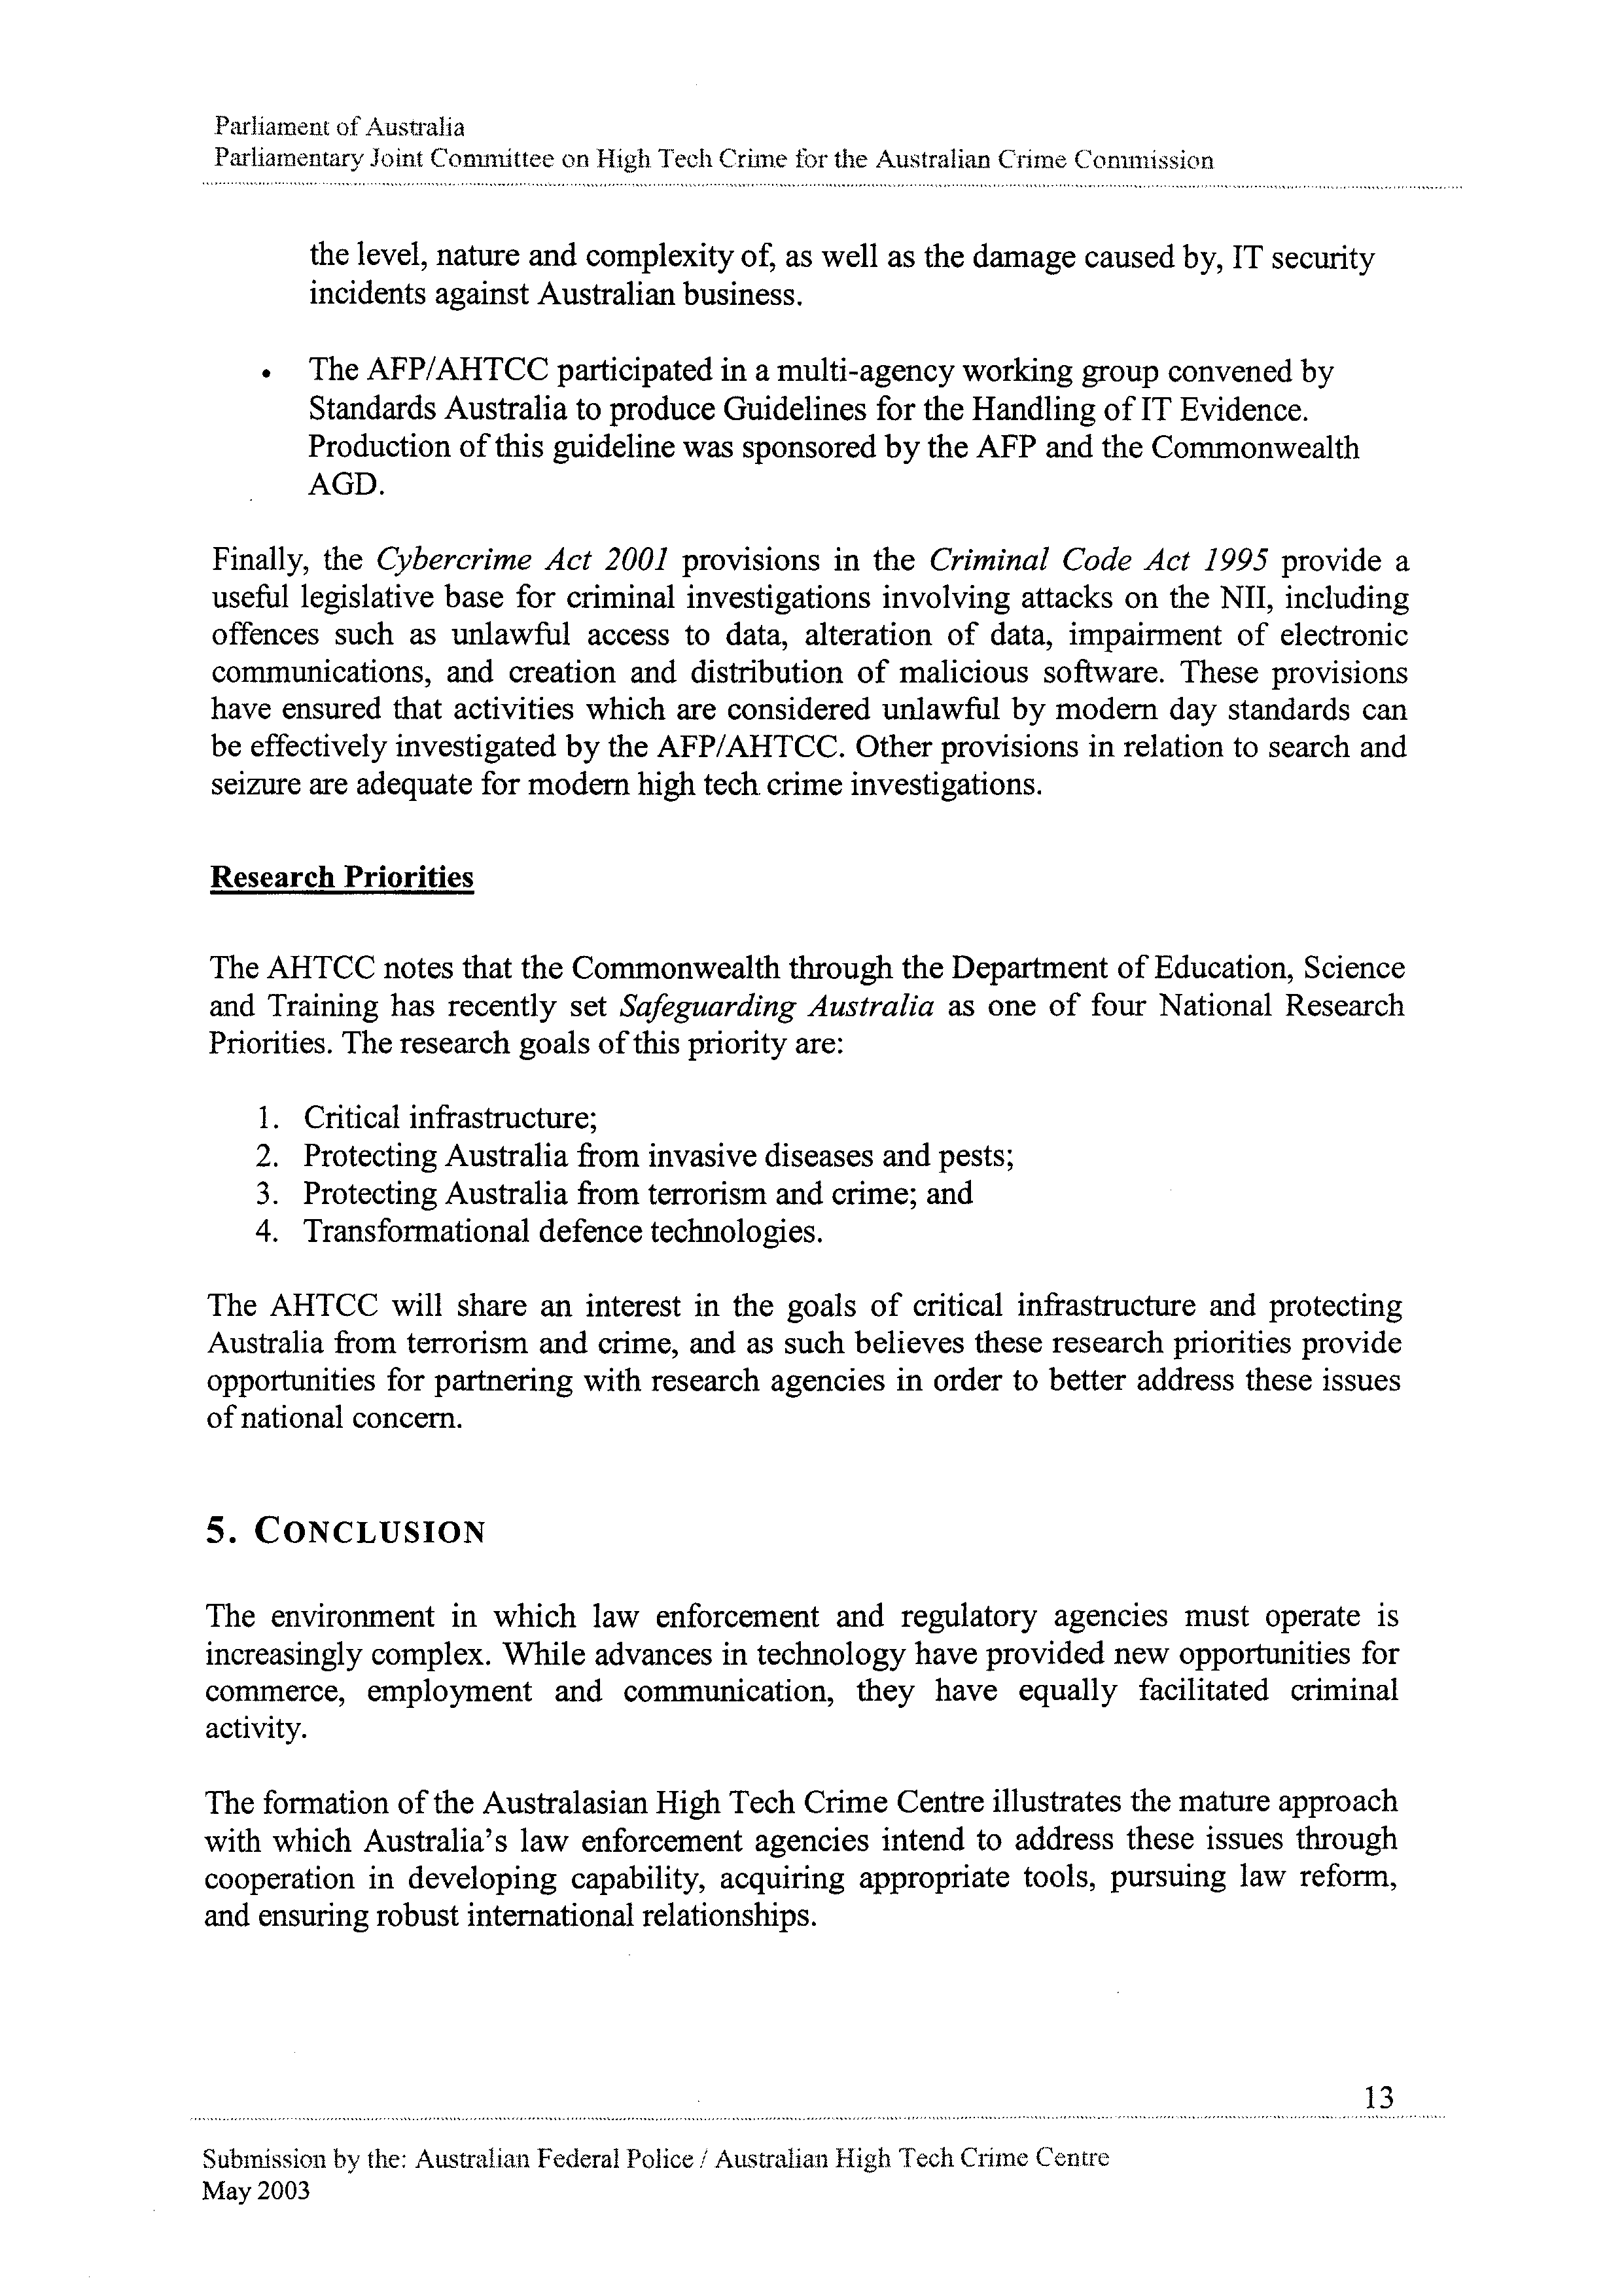 Parliament of Australia
Parliamentary Joint Committee on High Tech Crime for the Australian Crime Commission
the level, nature and complexity of, as well as the damage caused by, IT security
incidents against Australian business.
• The AFP/AHTCC participated in a multi-agency working group convened by
Standards Australia to produce Guidelines for the Handling of IT Evidence.
Production of this guideline was sponsored by the AFP and the Commonwealth
AGD.
Finally, the Cybercrime Act 2001 provisions in the Criminal Code Act 1995 provide a
useful legislative base for criminal investigations involving attacks on the NII, including
offences such as unlawful access to data, alteration of data, impairment of electronic
communications, and creation and distribution of malicious software. These provisions
have ensured that activities which are considered unlawful by modern day standards can
be effectively investigated by the AFP/AHTCC. Other provisions in relation to search and
seizure are adequate for modern high tech crime investigations.
Research Priorities
The AHTCC notes that the Commonwealth through the Department of Education, Science
and Training has recently set Safeguarding Australia as one of four National Research
Priorities. The research goals of this priority are:
1. Critical infrastructure;
2. Protecting Australia from invasive diseases and pests;
3. Protecting Australia from terrorism and crime; and
4. Transformational defence technologies.
The AHTCC will share an interest in the goals of critical infrastructure and protecting
Australia from terrorism and crime, and as such believes these research priorities provide
opportunities for partnering with research agencies in order to better address these issues
of national concern.
5. CONCLUSION
The environment in which law enforcement and regulatory agencies must operate is
increasingly complex. While advances in technology have provided new opportunities for
commerce, employment and communication, they have equally facilitated criminal
activity.
The formation of the Australasian High Tech Crime Centre illustrates the mature approach
with which Australia's law enforcement agencies intend to address these issues through
cooperation in developing capability, acquiring appropriate tools, pursuing law reform,
and ensuring robust international relationships.
13
Submission by the: Australian Federal Police / Australian High Tech Crime Centre
May 2003